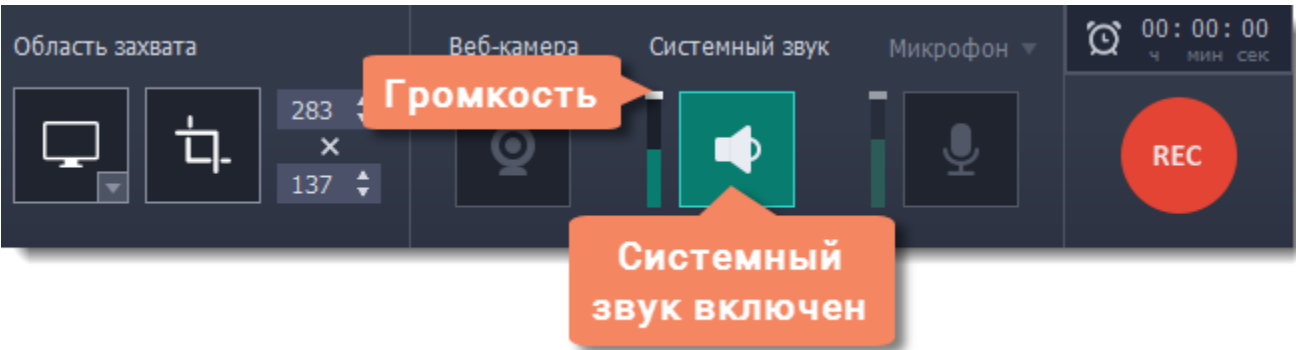 Область захвата
Веб-камера
Системный звук
Микрофон
00:00:00
ч мин сек
Громкость
283
×
137
REC
Системный
звук включен